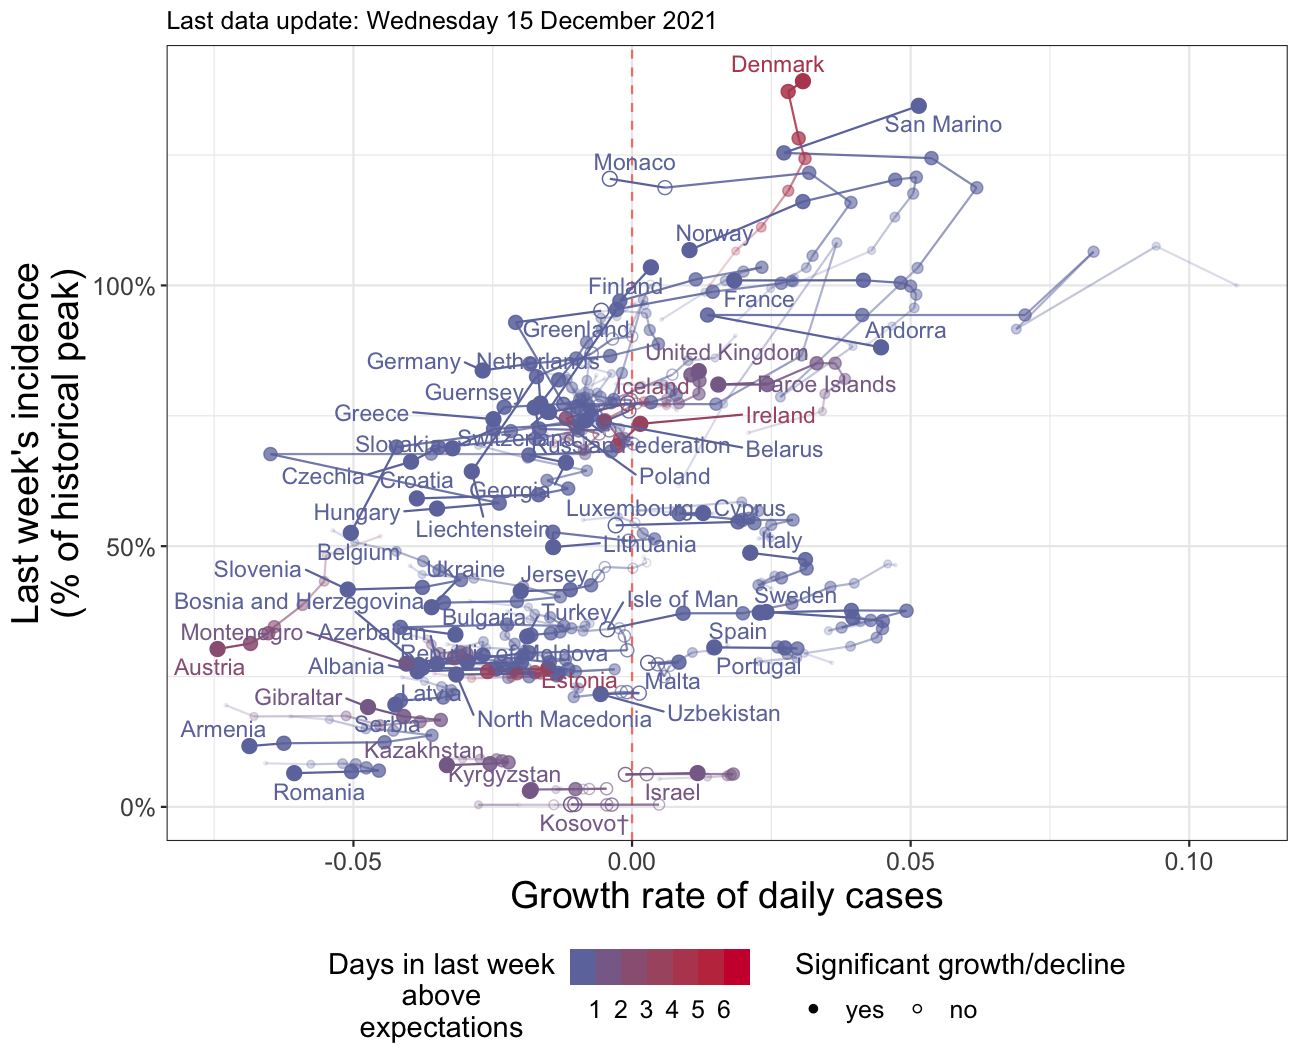 Last data update: Wednesday 15 December 2021
Last week's incidence
(% of historical peak)
100%
50%
0%
Denmark
San Marino
Monaco
Norway
Finland
France
Greenland
Andorra
Germany
Netherlands
United Kingdom
Guernsey
Iceland
Faroe Islands
Greece
Ireland
Slovakia
Switzerland
Russian Federation
Belarus
Czechia
Croatia
Georgia
Poland
Hungary
Liechtenstein
Luxembourg
Cyprus
Belgium
Lithuania
Italy
Slovenia
Ukraine
Jersey
Bosnia and Herzegovina
Bulgaria
Turkey
Isle of Man
Sweden
Montenegro
Azerbaijan
Spain
Austria
Albania
Republic of Moldova
Portugal
Estonia
Malta
Gibraltar
Latvia
North Macedonia
Uzbekistan
Armenia
Serbia
Kazakhstan
Kyrgyzstan
Romania
Israel
Kosovo†
-0.05 0.00 0.05 0.10
Growth rate of daily cases
Days in last week
above
expectations
1 2 3 4 5 6
Significant growth/decline
yes no